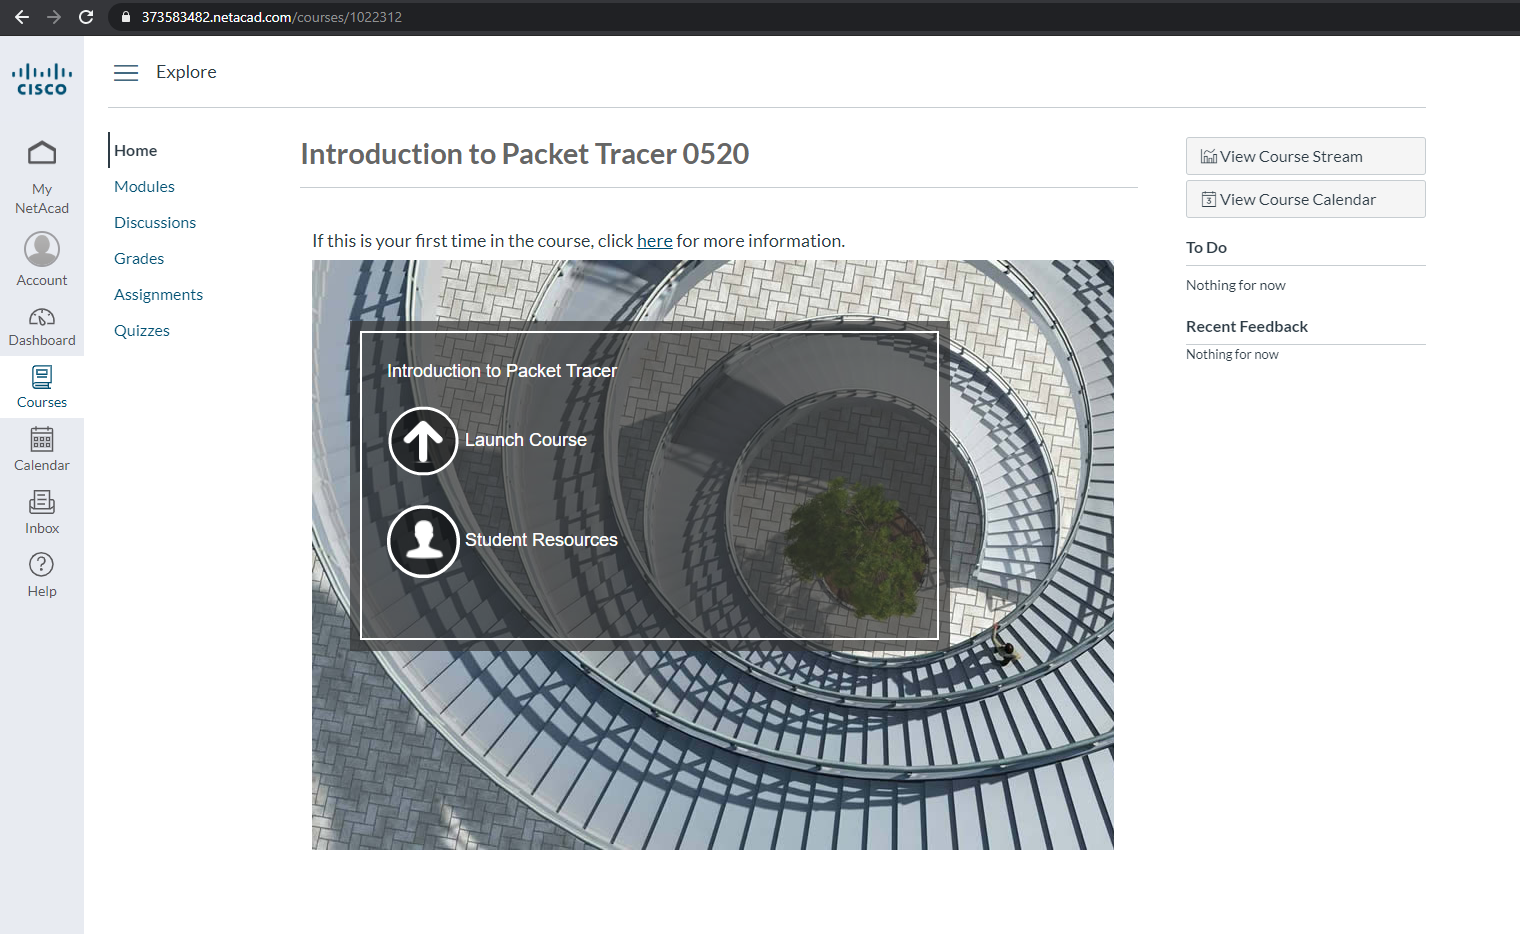 373583482.netacad.com/courses/1022312
CISCO
My
NetAcad
Account
Dashboard
Courses
Calendar
Inbox
Help
Explore
Home
Modules
Discussions
Grades
Assignments
Quizzes
Introduction to Packet Tracer 0520
If this is your first time in the course, click here for more information.
Introduction to Packet Tracer
Launch Course
Student Resources
View Course Stream
3
View Course Calendar
To Do
Nothing for now
Recent Feedback
Nothing for now